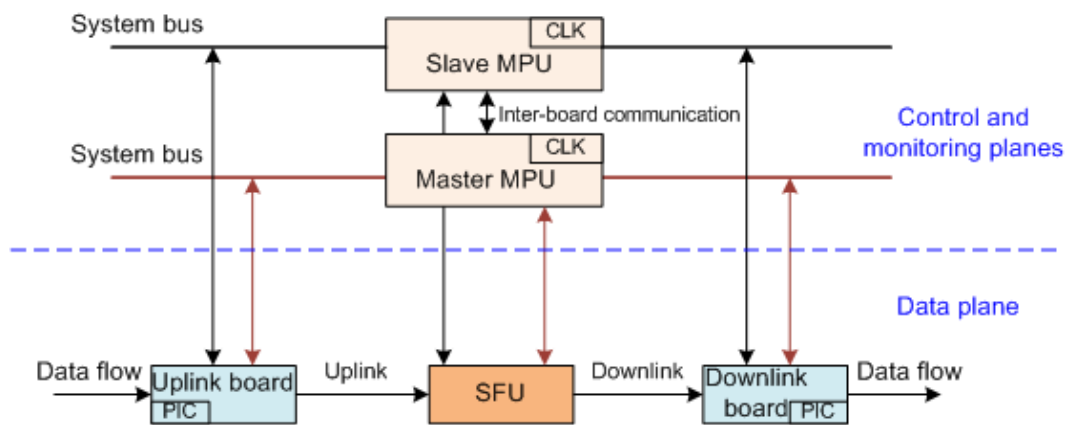 System bus
CLK
Slave MPU
Inter-board communication
Control and
monitoring planes
System bus
CLK
Master MPU
Data plane
Data flow
Uplink board
PIC
Uplink
SFU
Downlink
Downlink
board
PIC
Data flow